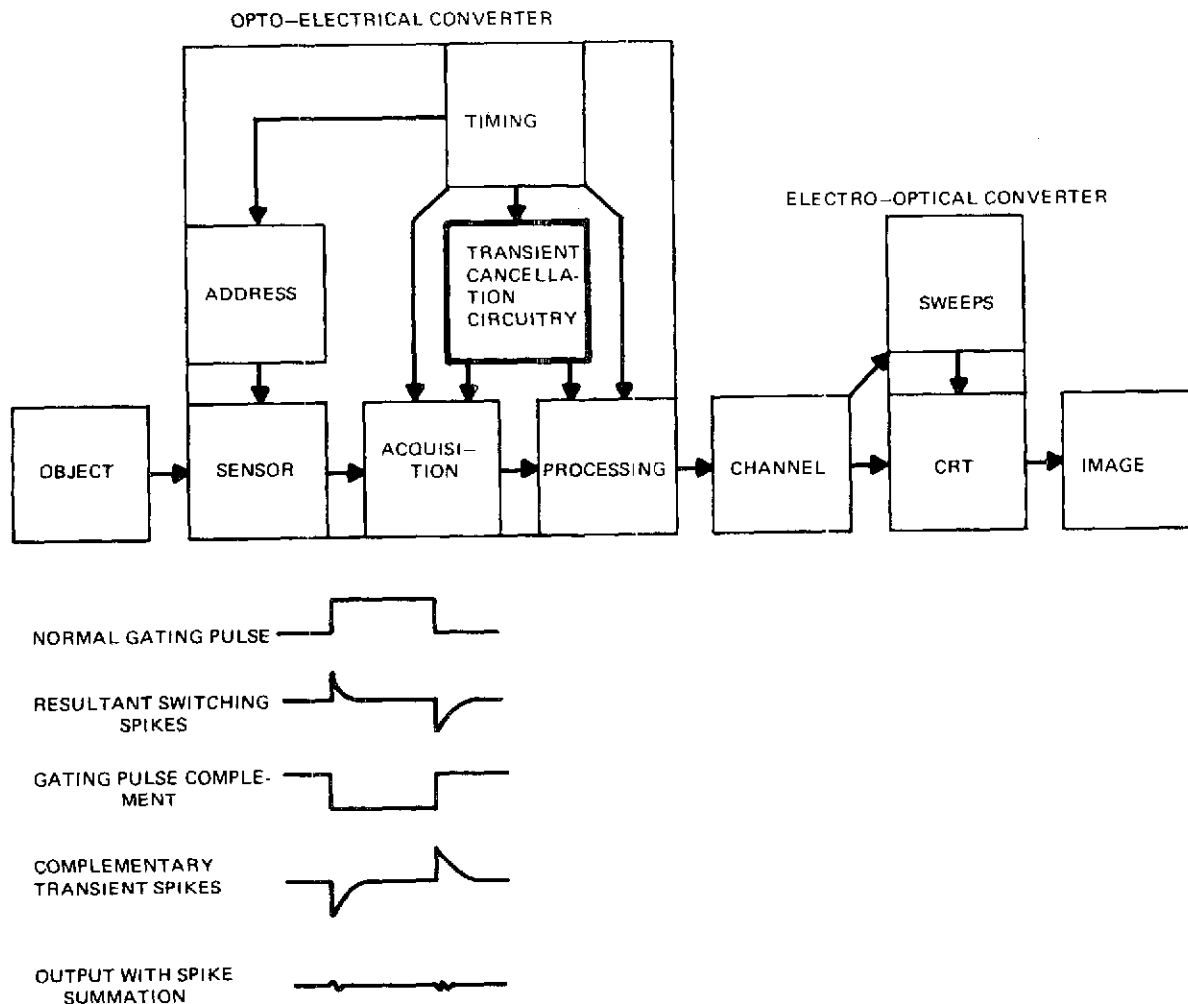 OPTO-ELECTRICAL CONVERTER
TIMING
ELECTRO-OPTICAL CONVERTER
ADDRESS
TRANSIENT
CANCELLA-
TION
CIRCUITRY
SWEEPS
OBJECT
SENSOR
ACQUISI-
TION
PROCESSING
CHANNEL
CRT
IMAGE
NORMAL GATING PULSE
RESULTANT SWITCHING
SPIKES
GATING PULSE COMPLE-
MENT
COMPLEMENTARY
TRANSIENT SPIKES
OUTPUT WITH SPIKE
SUMMATION